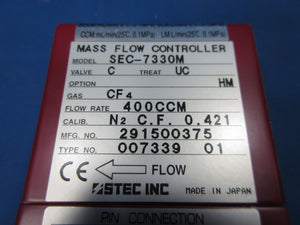 CCM:mL/min(25℃, 0.1MPa) LM:L/min(25℃, 0.1MPa)
MASS FLOW CONTROLLER
MODEL SEC-7330M
VALVE C TREAT UC
OPTION HM
GAS CF4
FLOW RATE 400CCM
CALIB. N2 C.F. 0.421
MFG. NO. 291500375
TYPE NO. 007339 01
CE FLOW
STEC INC MADE IN JAPAN
PIN CONNECTION